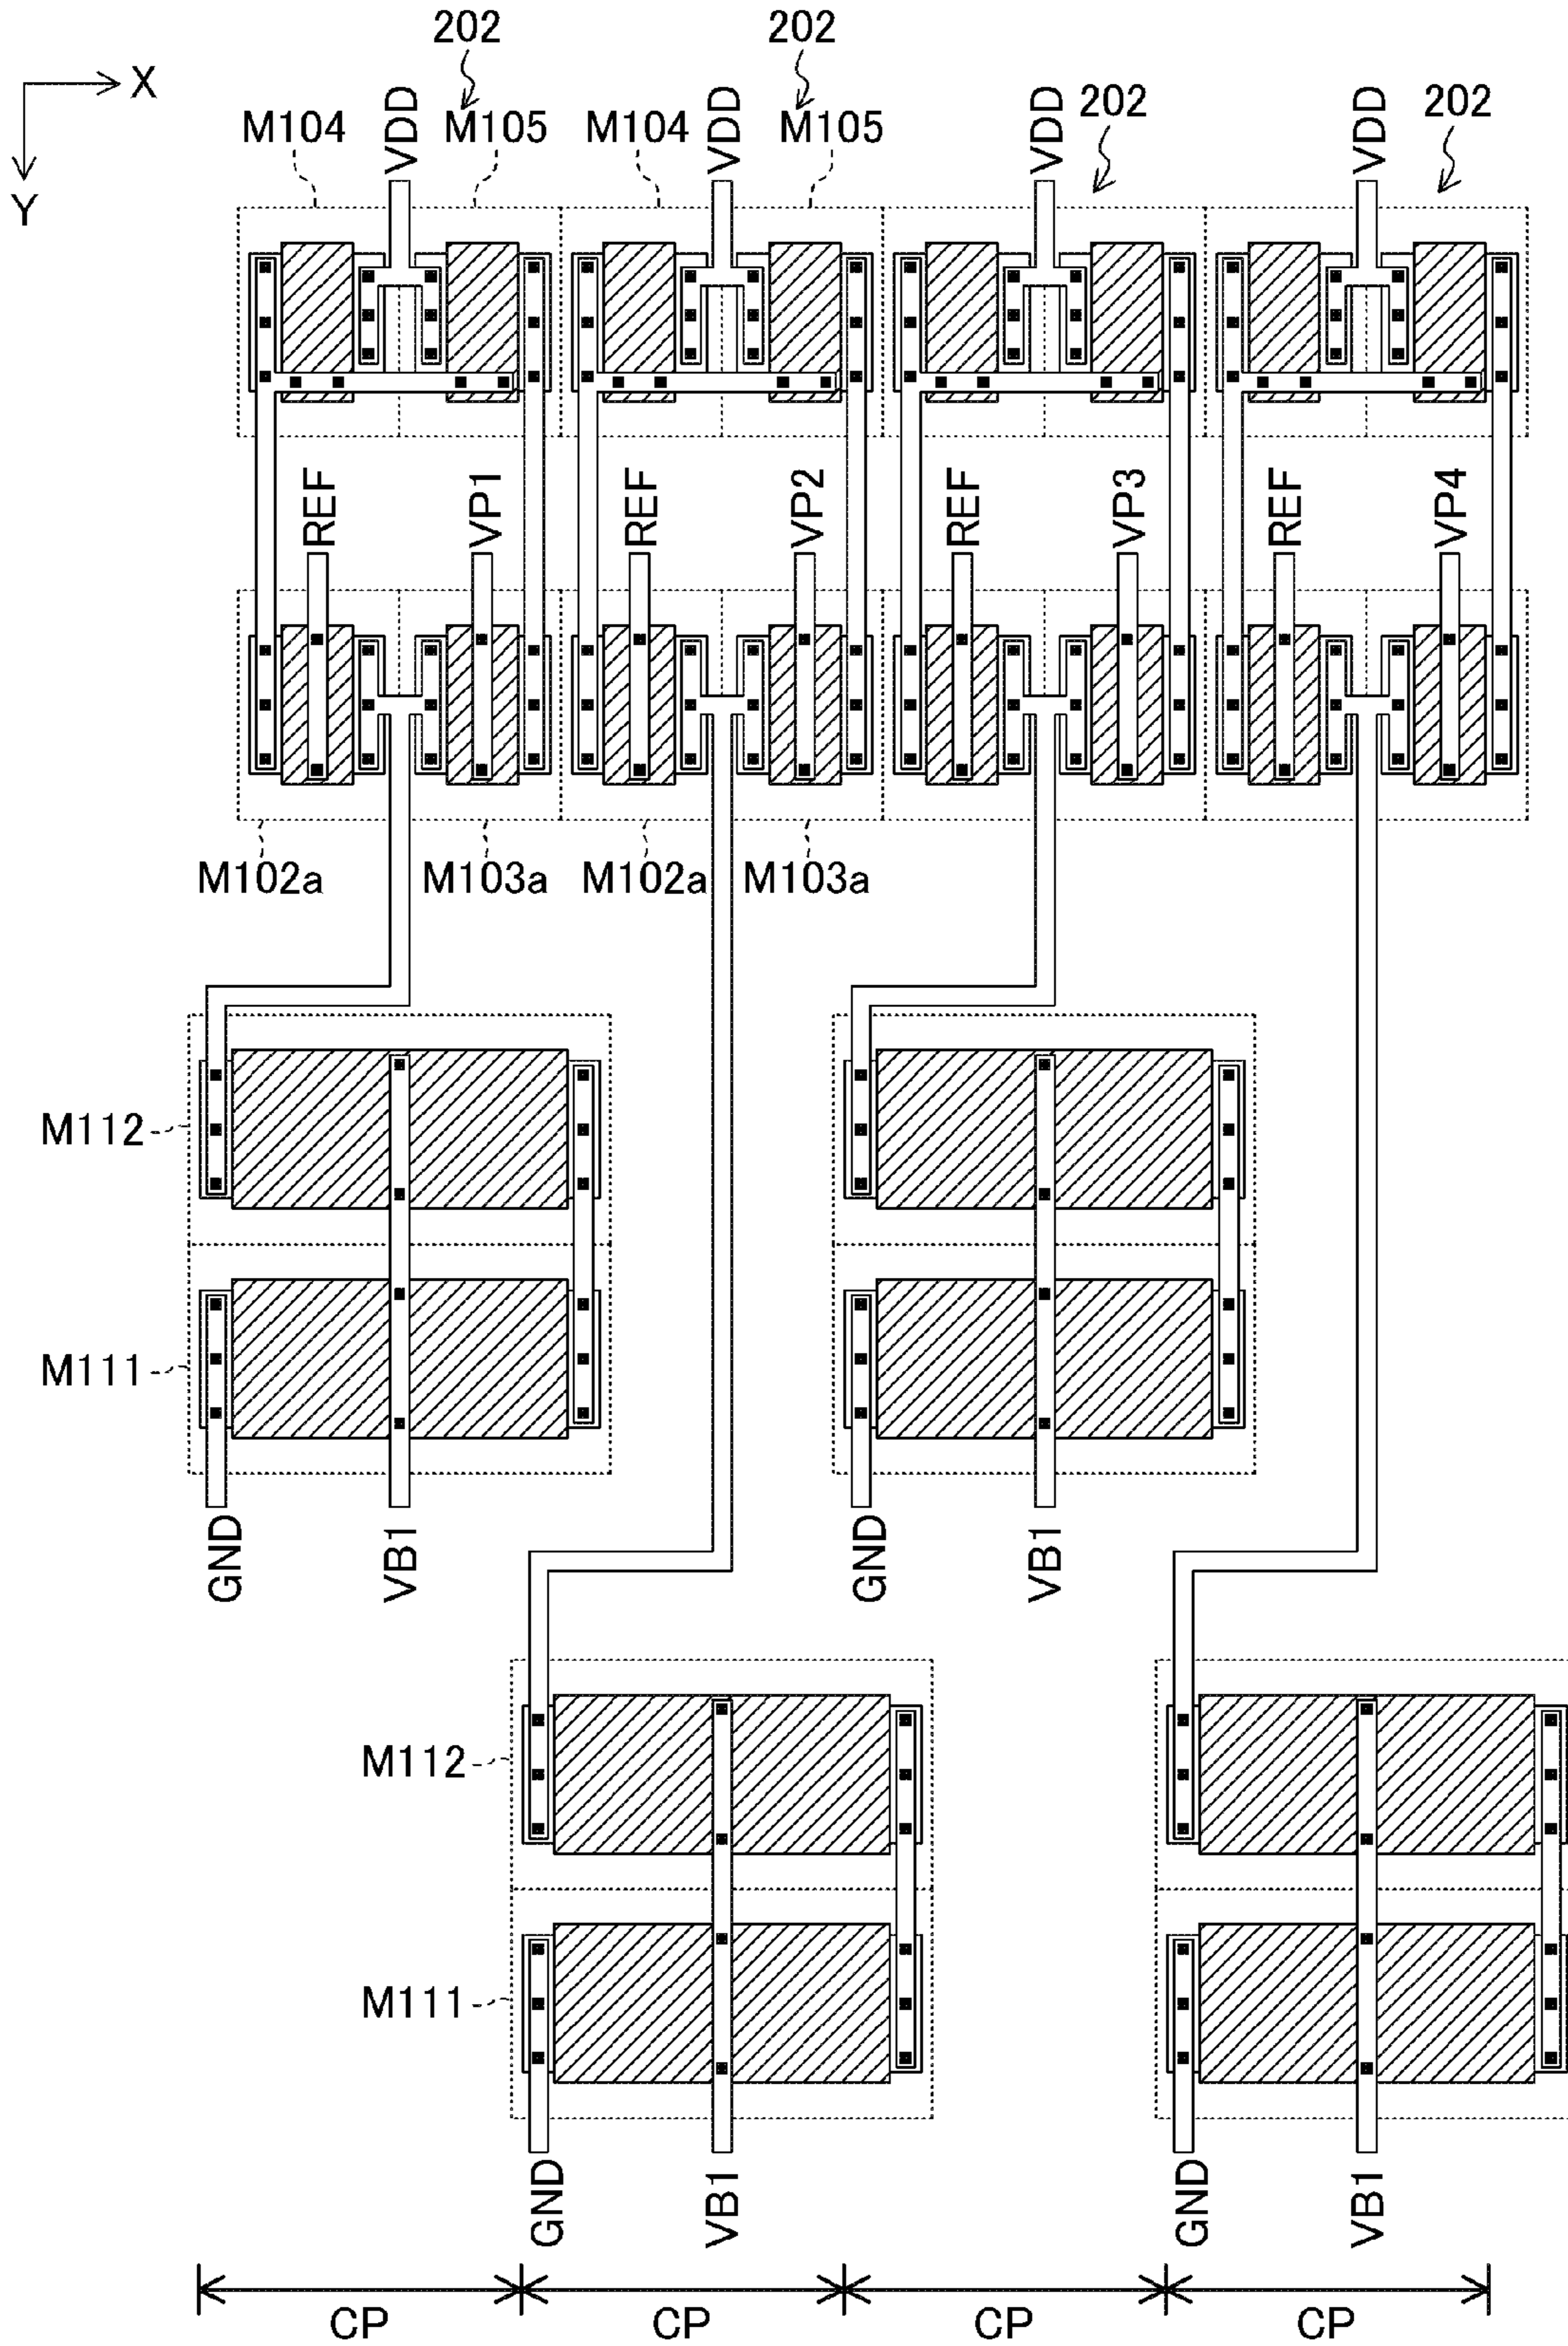 202 202
X
202 202
M104 VDD M105 M104 VDD M105 VDD VDD
Y
REF VP1 REF VP2 REF VP3 REF VP4
M102a M103a M102a M103a
M112
M111
GND VB1 GND VB1
M112
M111
GND VB1 GND VB1
CP CP CP CP